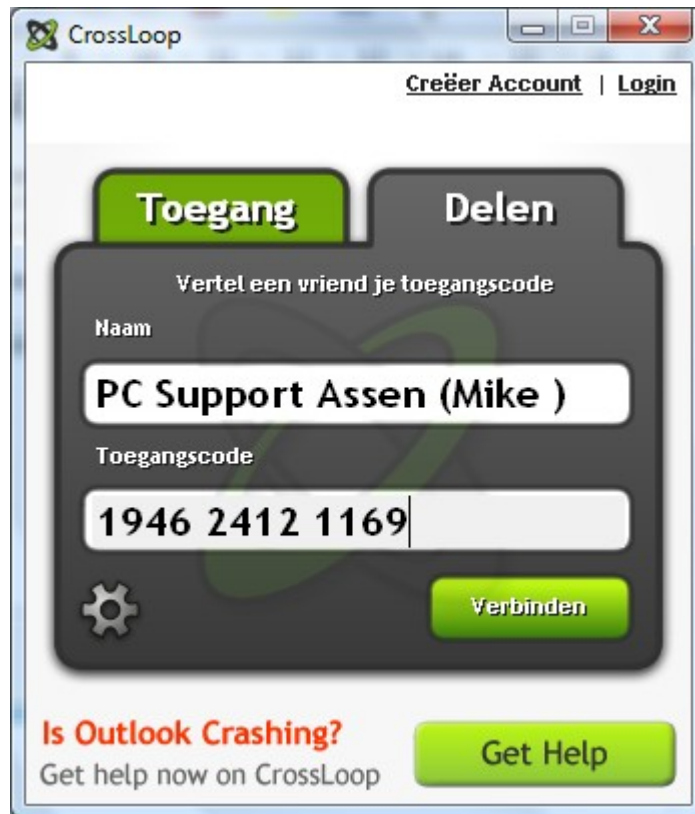 CrossLoop
Creëer Account | Login
Toegang Delen
Vertel een vriend je toegangscode
Naam
PC Support Assen (Mike )
Toegangscode
1946 2412 1169
Verbinden
Is Outlook Crashing?
Get help now on CrossLoop
Get Help